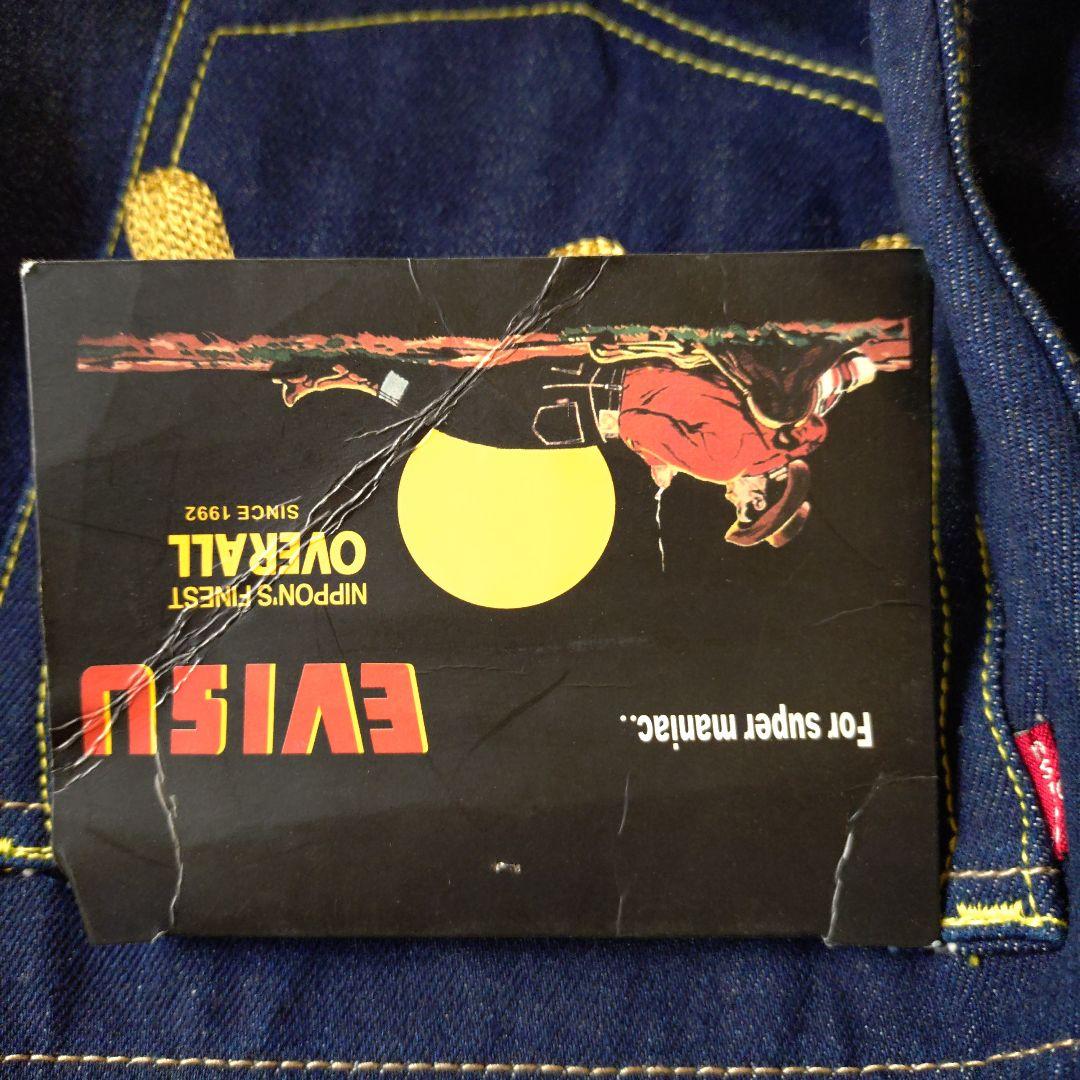 For super maniac..
EVISU
NIPPON'S FINEST
OVERALL
SINCE 1992